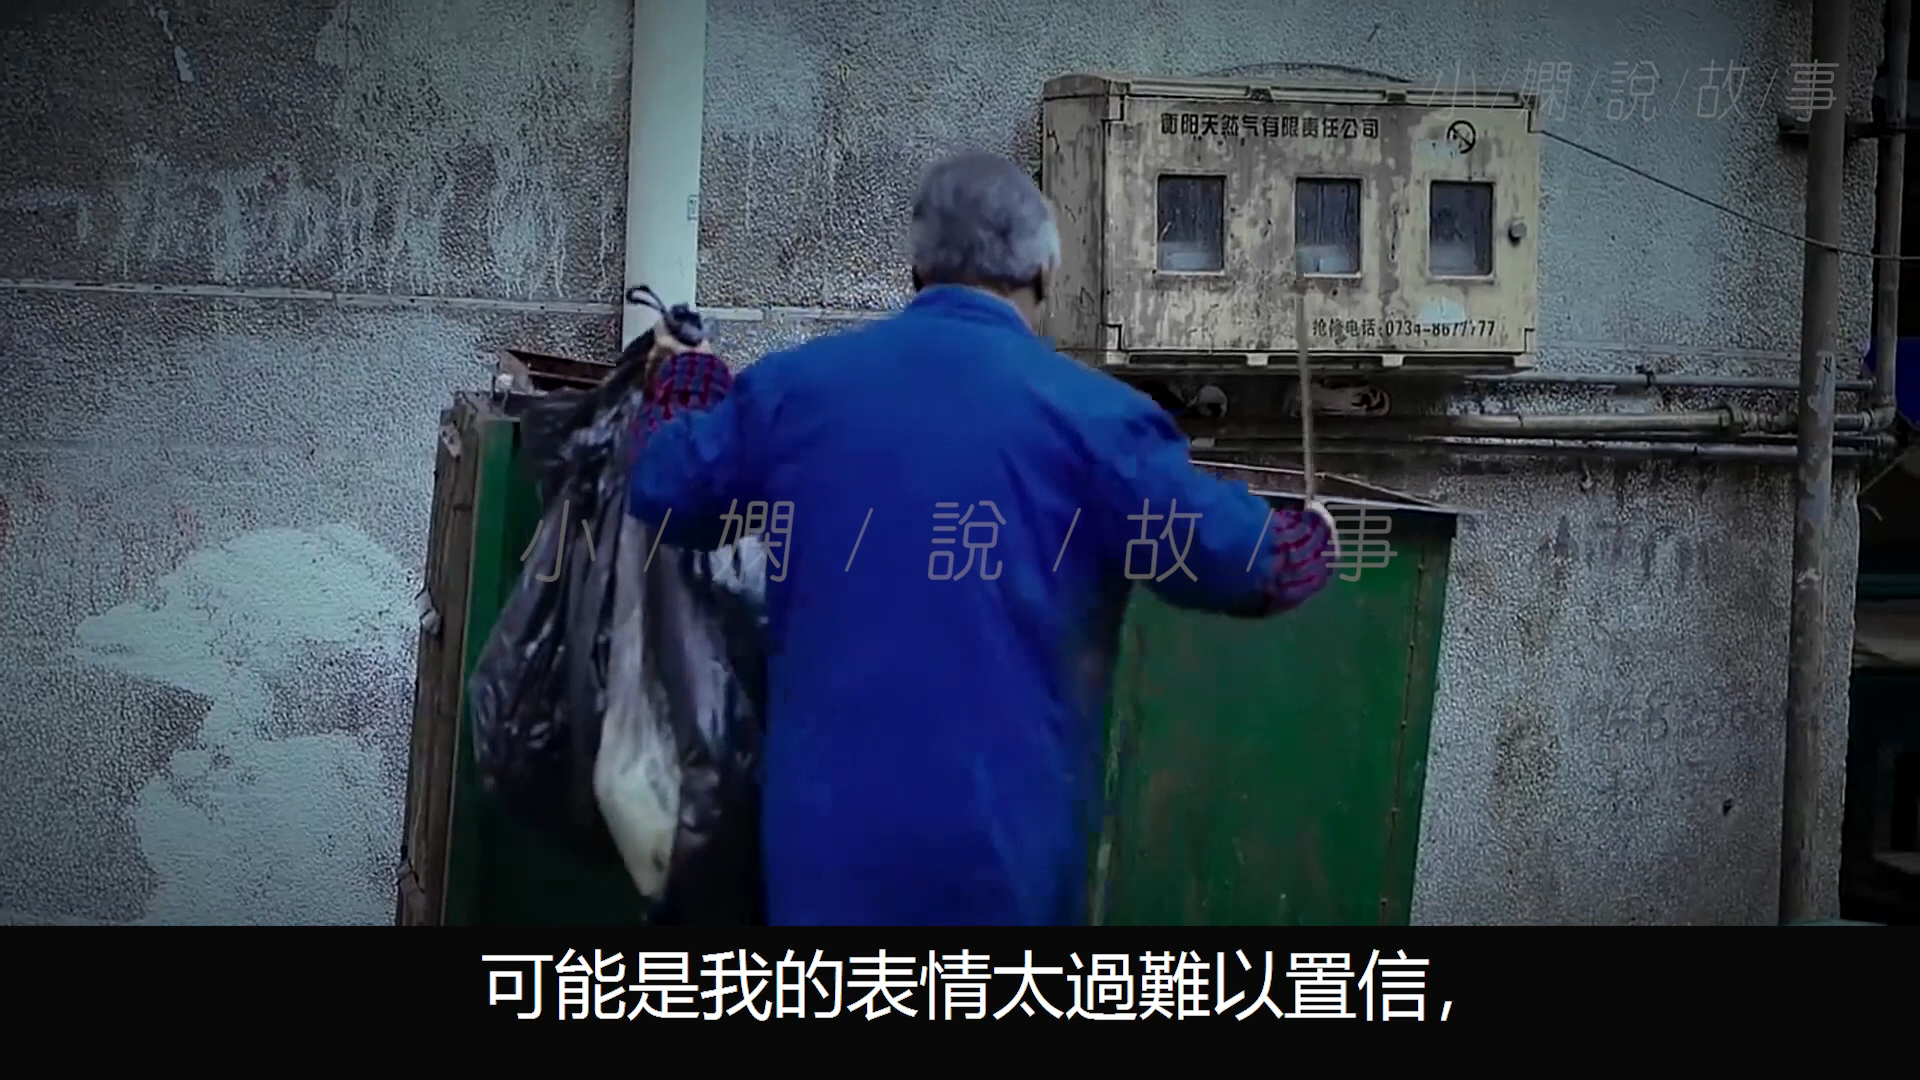 小/嫻/說/故/事
衡阳天然气有限责任公司
抢修电话:0734-8677777
小/嫻/說/故/事
可能是我的表情太過難以置信,